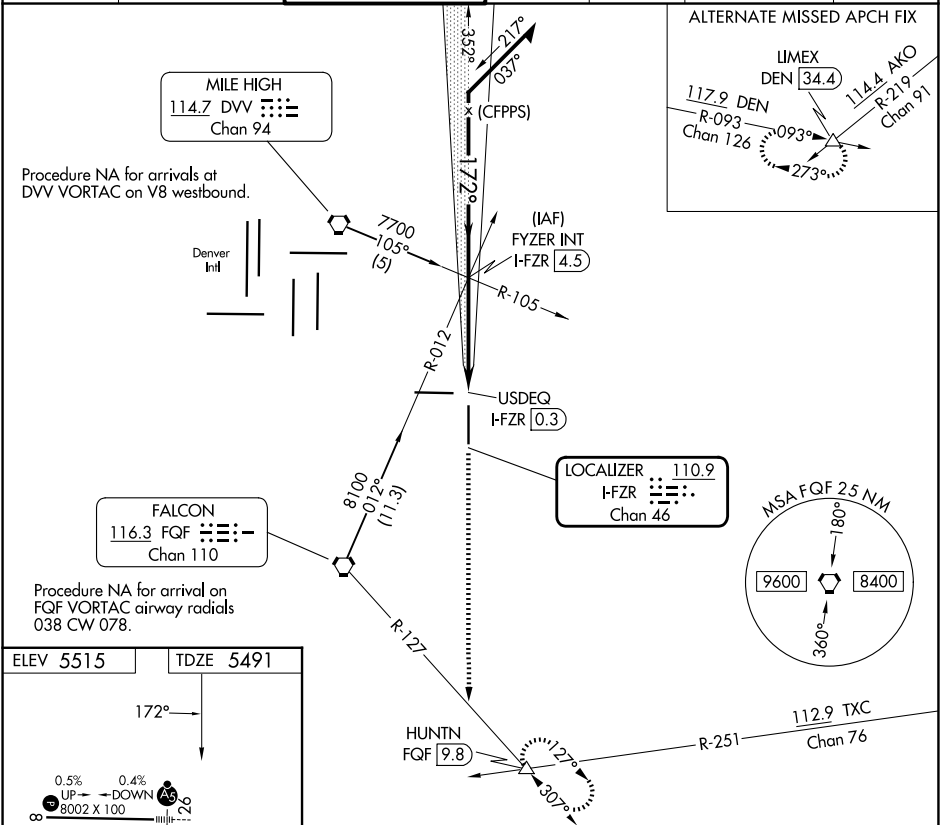 ALTERNATE MISSED APCH FIX
LIMEX
DEN 34.4
114.4 AKO
R-219
Chan 91
117.9 DEN
R-093
Chan 126
093°
273°
352°
217°
037°
(CFPPS)
172°
MILE HIGH
114.7 DVV
Chan 94
Procedure NA for arrivals at
DVV VORTAC on V8 westbound.
Denver
Intl
7700
105°
(5)
(IAF)
FYZER INT
I-FZR 4.5
R-105
R-012
USDEQ
I-FZR 0.3
8100
012°
(11.3)
LOCALIZER 110.9
I-FZR
Chan 46
FALCON
116.3 FQF
Chan 110
Procedure NA for arrival on
FQF VORTAC airway radials
038 CW 078.
MSA FQF 25 NM
180°
9600
8400
360°
R-127
HUNTN
FQF 9.8
127°
307°
R-251
112.9 TXC
Chan 76
ELEV 5515
TDZE 5491
172°
0.5%
UP
0.4%
DOWN
P
A5
8002 X 100
8
26